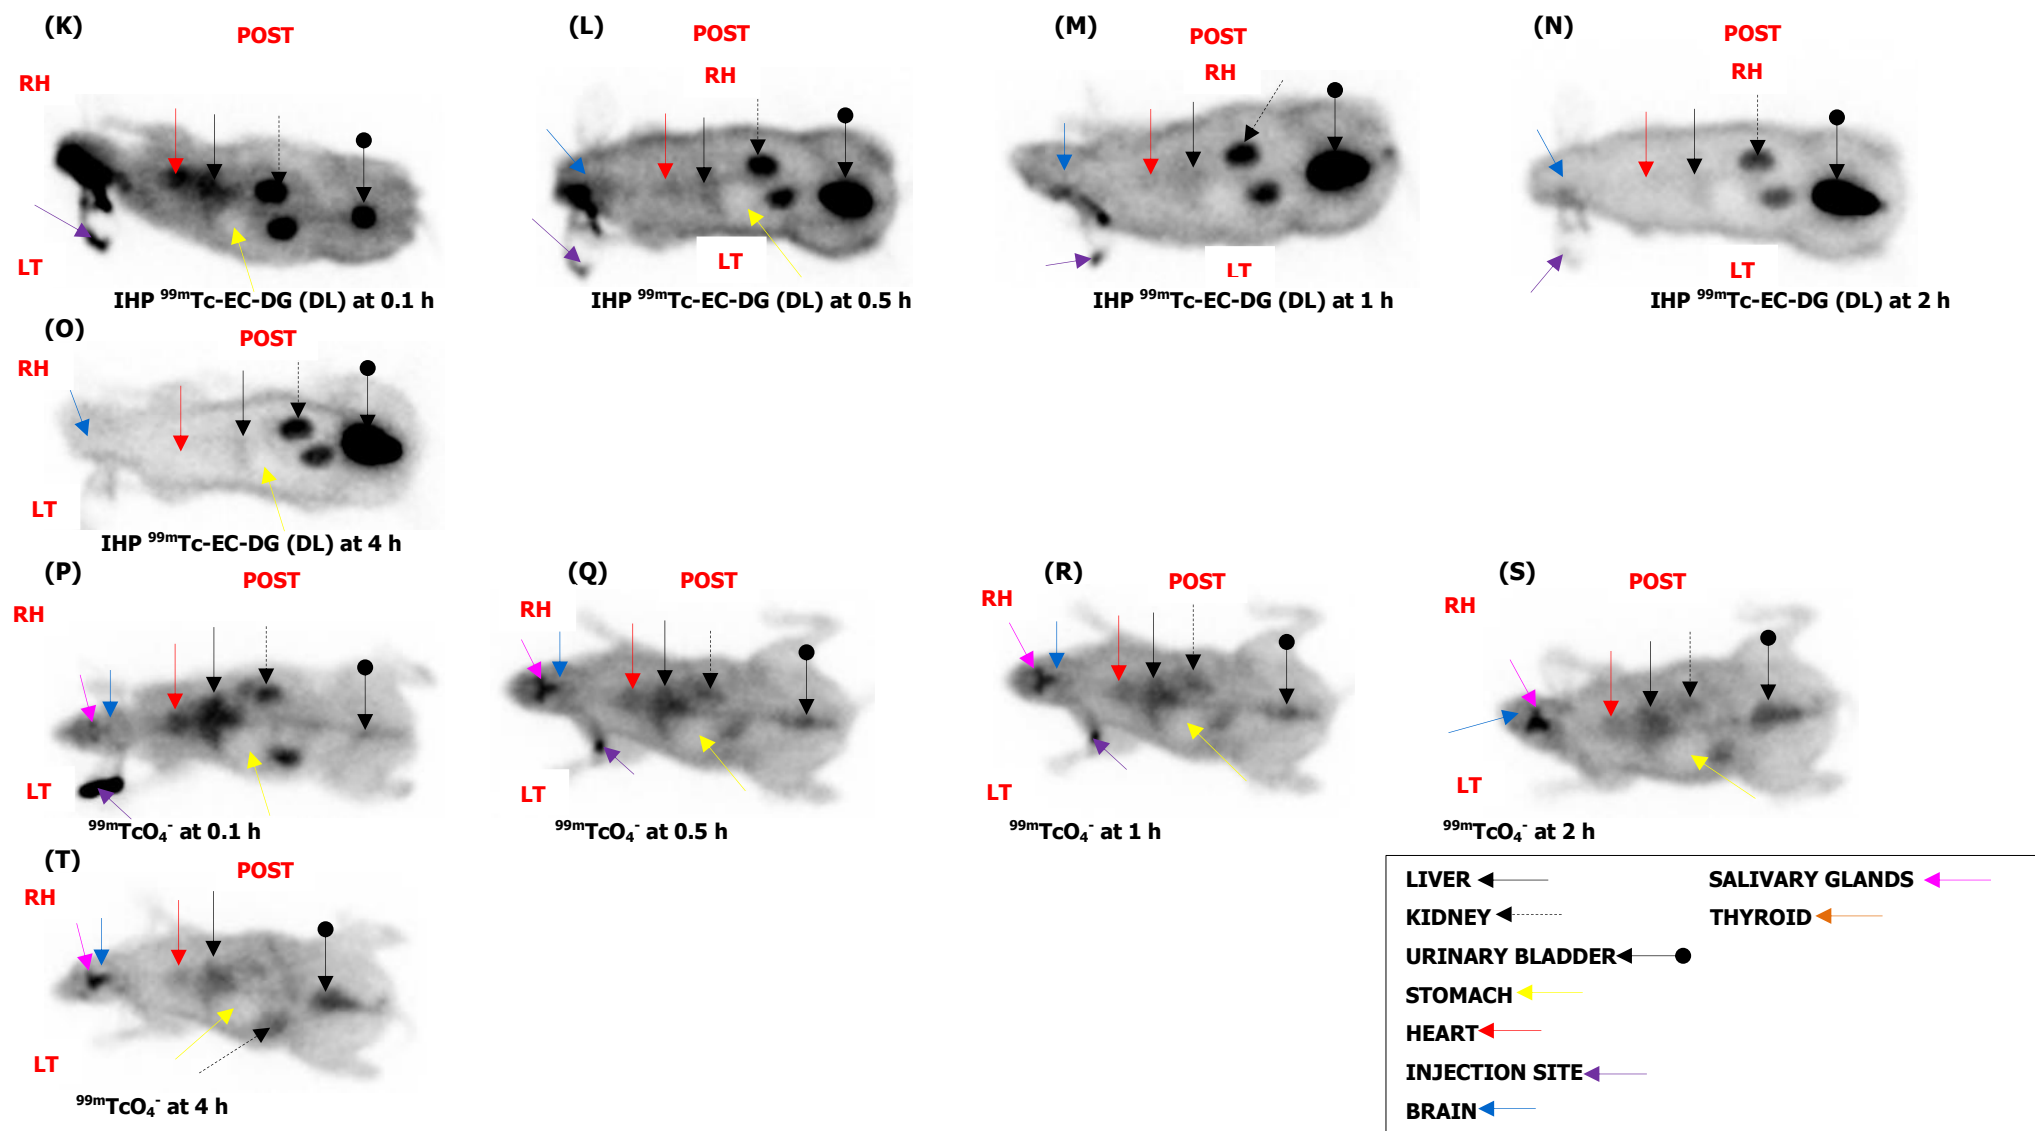 (K) POST
RH
LT
IHP ⁹⁹ᵐTc-EC-DG (DL) at 0.1 h
(L) POST
RH
LT
IHP ⁹⁹ᵐTc-EC-DG (DL) at 0.5 h
(M) POST
RH
LT
IHP ⁹⁹ᵐTc-EC-DG (DL) at 1 h
(N) POST
RH
LT
IHP ⁹⁹ᵐTc-EC-DG (DL) at 2 h
(O) POST
RH
LT
IHP ⁹⁹ᵐTc-EC-DG (DL) at 4 h
(P) POST
RH
LT
⁹⁹ᵐTcO₄⁻ at 0.1 h
(Q) POST
RH
LT
⁹⁹ᵐTcO₄⁻ at 0.5 h
(R) POST
RH
LT
⁹⁹ᵐTcO₄⁻ at 1 h
(S) POST
RH
LT
⁹⁹ᵐTcO₄⁻ at 2 h
(T) POST
RH
LT
⁹⁹ᵐTcO₄⁻ at 4 h
LIVER
KIDNEY
URINARY BLADDER
STOMACH
HEART
INJECTION SITE
BRAIN
SALIVARY GLANDS
THYROID